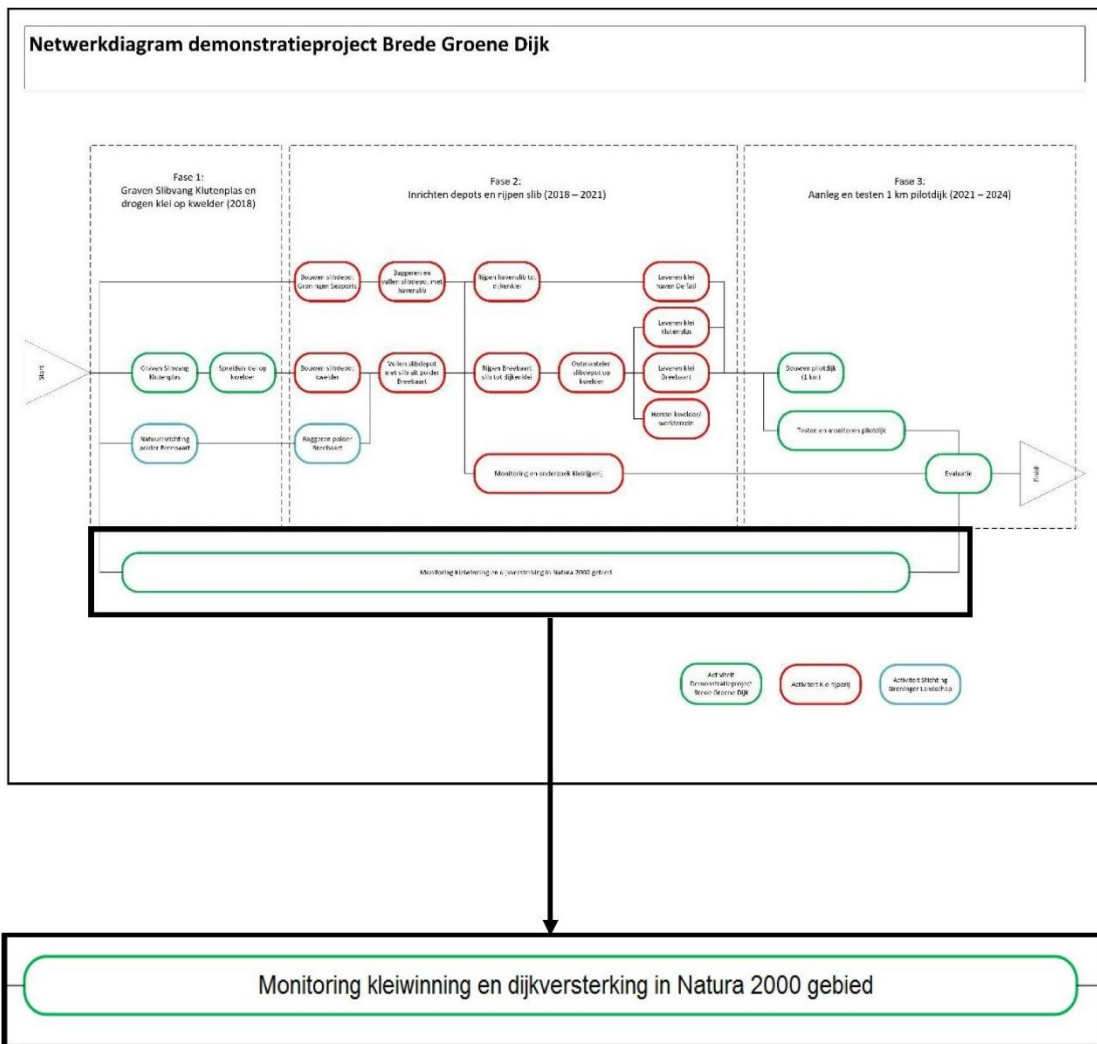 Netwerkdiagram demonstratieproject Brede Groene Dijk
Fase 1:
Graven Slibvang Klutenplas en
drogen klei op kwelder (2018)
Fase 2:
Inrichten depots en rijpen slib (2018 – 2021)
Fase 3:
Aanleg en testen 1 km pilotdijk (2021 – 2024)
Bouwen slibdepot
Groningen Seaports
Baggeren en
vullen slibdepot met
havenslib
Rijpen havenslib tot
dijkenklei
Leveren klei
haven Delfzijl
Leveren klei
Klutenplas
Start
Graven Slibvang
Klutenplas
Spreiden klei op
kwelder
Bouwen slibdepot
kwelder
Vullen slibdepot
met slib uit polder
Breebaart
Rijpen Breebaart
slib tot dijkenklei
Ontmantelen
slibdepot op
kwelder
Leveren klei
Breebaart
Bouwen pilotdijk
(1 km)
Herstel kwelder/
werkterrein
Natuurinrichting
polder Breebaart
Baggeren polder
Breebaart
Testen en monitoren pilotdijk
Monitoring en onderzoek Kleirijperij
Evaluatie
Finish
Monitoring kleiwinning en dijkversterking in Natura 2000 gebied
Activiteit
Demonstratieproject
Brede Groene Dijk
Activiteit Kleirijperij
Activiteit Stichting
Groninger Landschap
Monitoring kleiwinning en dijkversterking in Natura 2000 gebied